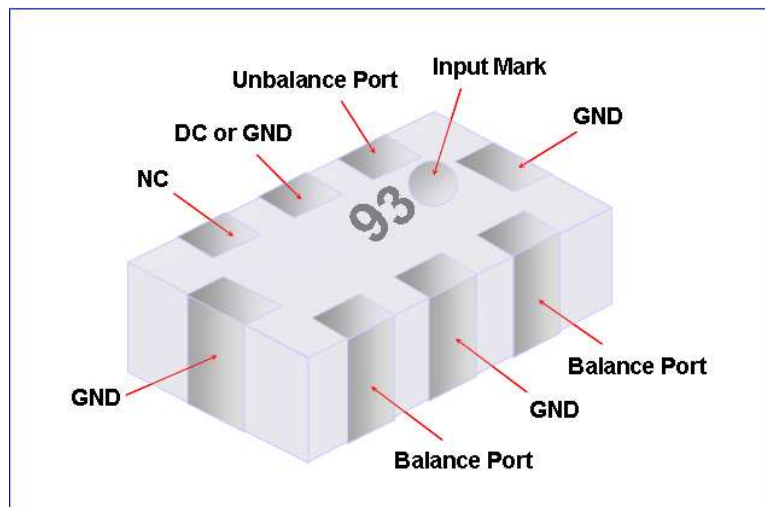 Input Mark
Unbalance Port
GND
DC or GND
NC
93
Balance Port
GND
GND
Balance Port